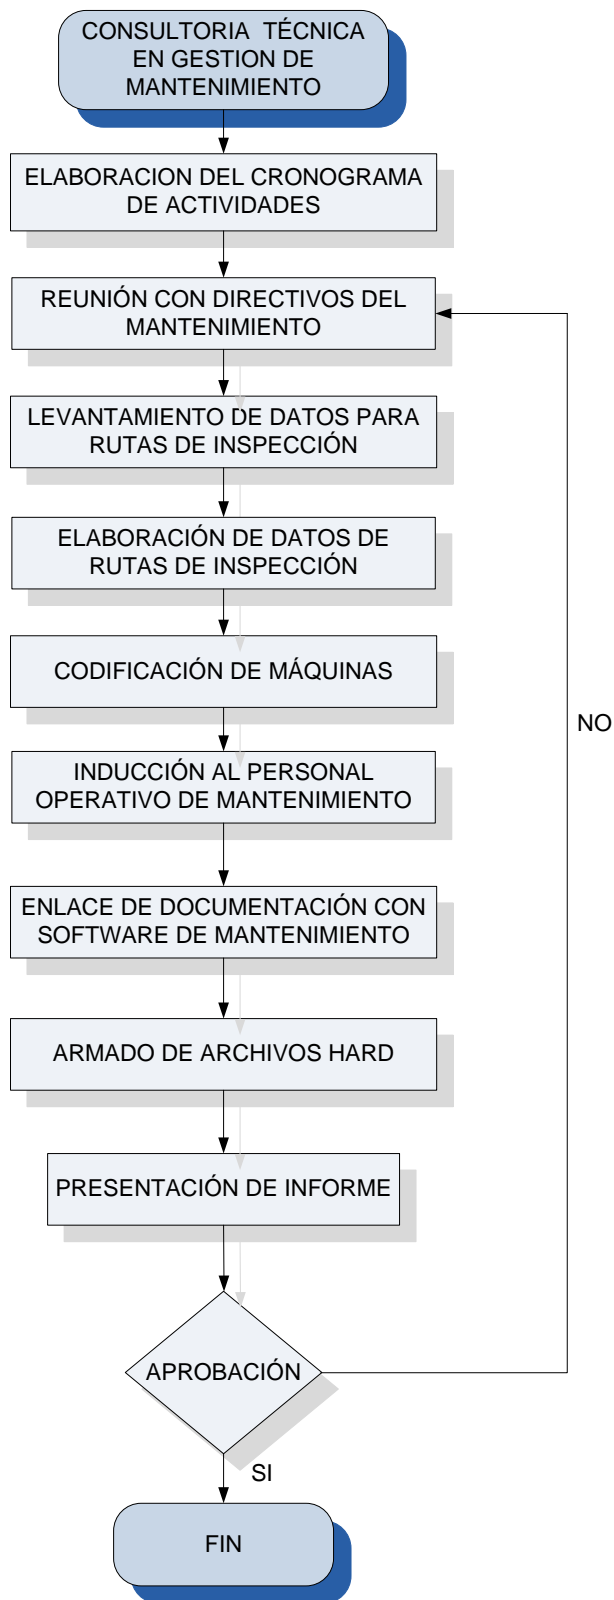 CONSULTORIA TÉCNICA
EN GESTION DE
MANTENIMIENTO
ELABORACION DEL CRONOGRAMA
DE ACTIVIDADES
REUNIÓN CON DIRECTIVOS DEL
MANTENIMIENTO
LEVANTAMIENTO DE DATOS PARA
RUTAS DE INSPECCIÓN
ELABORACIÓN DE DATOS DE
RUTAS DE INSPECCIÓN
CODIFICACIÓN DE MÁQUINAS
NO
INDUCCIÓN AL PERSONAL
OPERATIVO DE MANTENIMIENTO
ENLACE DE DOCUMENTACIÓN CON
SOFTWARE DE MANTENIMIENTO
ARMADO DE ARCHIVOS HARD
PRESENTACIÓN DE INFORME
APROBACIÓN
SI
FIN